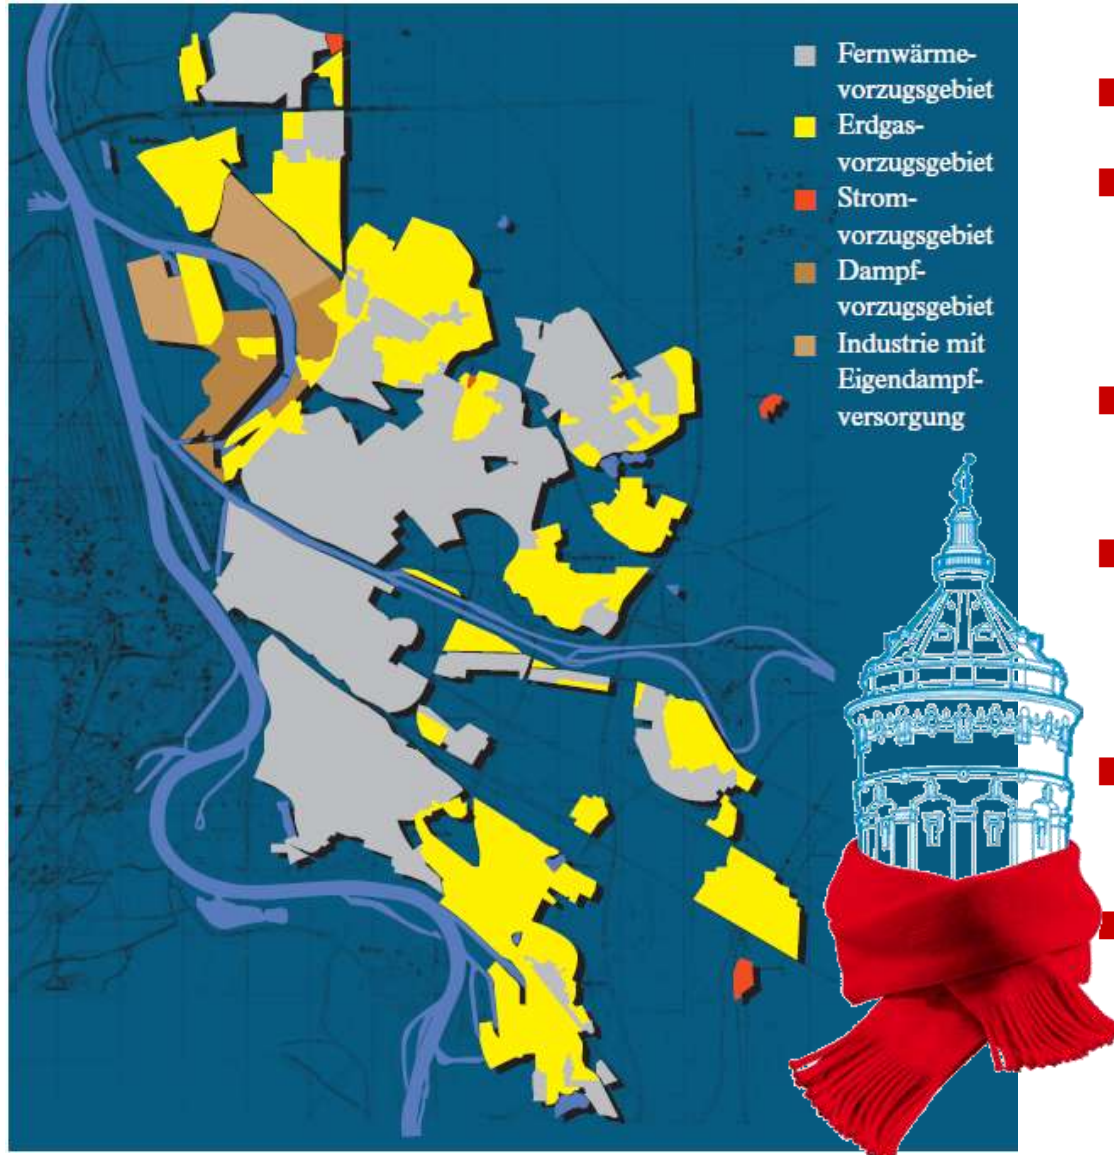 Fernwärme-
vorzugsgebiet
Erdgas-
vorzugsgebiet
Strom-
vorzugsgebiet
Dampf-
vorzugsgebiet
Industrie mit
Eigendampf-
versorgung